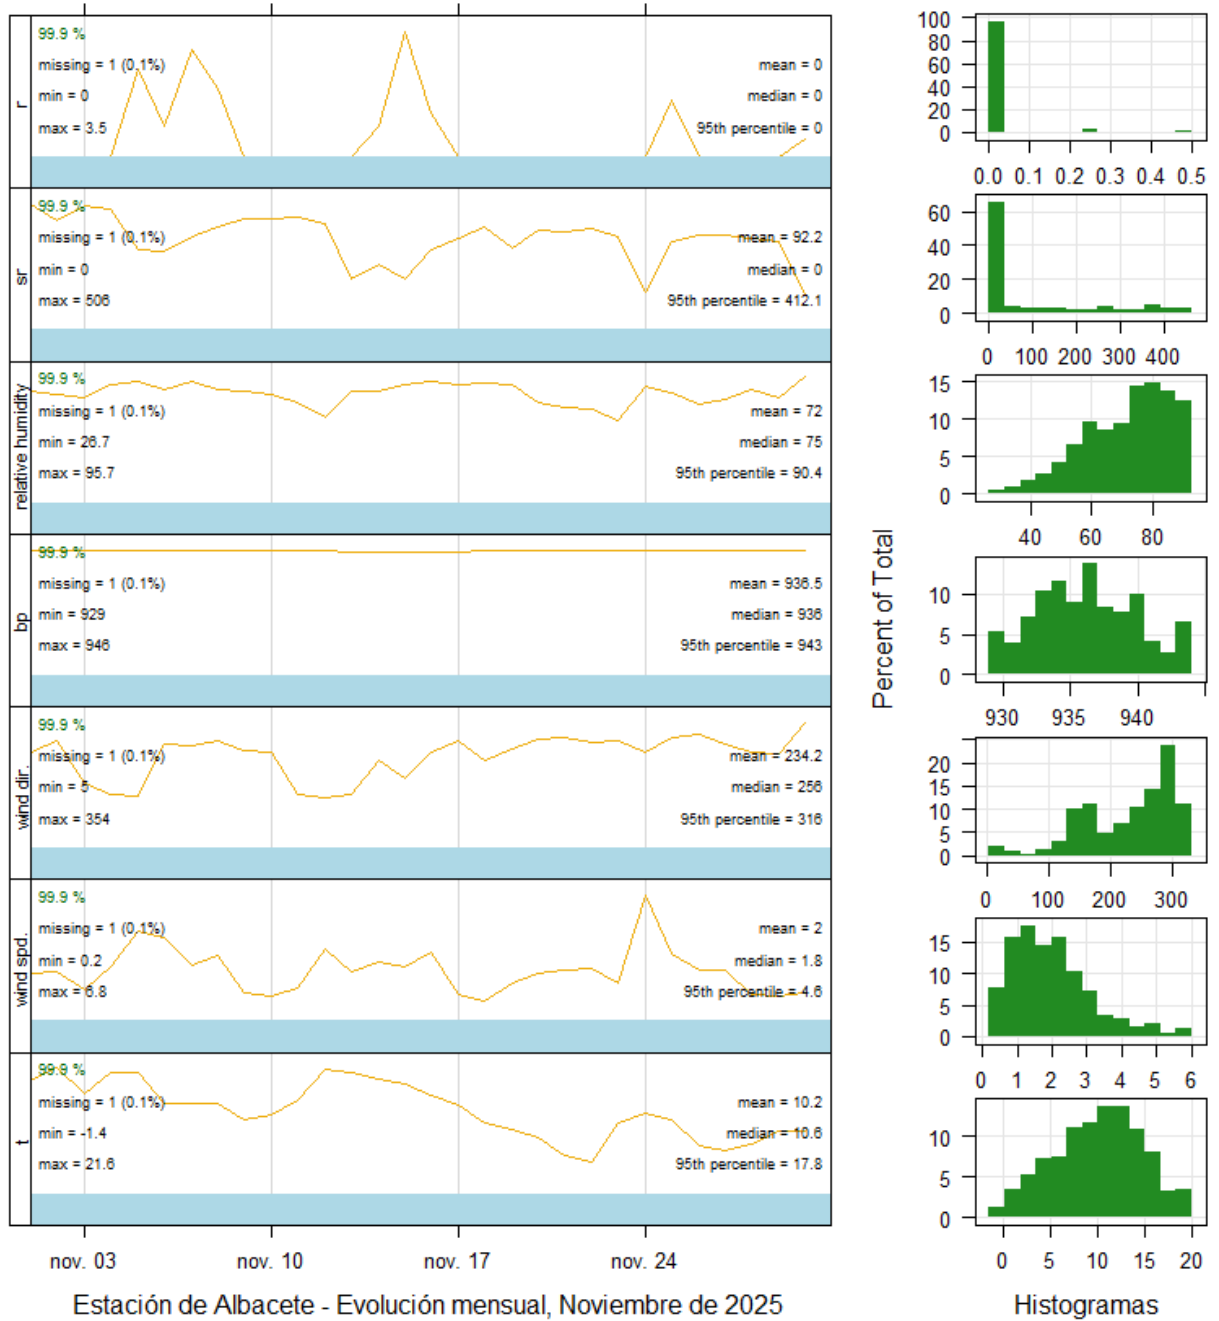 r
99.9 %
missing = 1 (0.1%)
min = 0
max = 3.5
mean = 0
median = 0
95th percentile = 0
sr
99.9 %
missing = 1 (0.1%)
min = 0
max = 506
mean = 92.2
median = 0
95th percentile = 412.1
relative humidity
99.9 %
missing = 1 (0.1%)
min = 26.7
max = 95.7
mean = 72
median = 75
95th percentile = 90.4
bp
99.9 %
missing = 1 (0.1%)
min = 929
max = 946
mean = 936.5
median = 936
95th percentile = 943
wind dir.
99.9 %
missing = 1 (0.1%)
min = 5
max = 354
mean = 234.2
median = 256
95th percentile = 316
wind spd.
99.9 %
missing = 1 (0.1%)
min = 0.2
max = 6.8
mean = 2
median = 1.8
95th percentile = 4.6
t
99.9 %
missing = 1 (0.1%)
min = -1.4
max = 21.6
mean = 10.2
median = 10.6
95th percentile = 17.8
nov. 03 nov. 10 nov. 17 nov. 24
Estación de Albacete - Evolución mensual, Noviembre de 2025
Percent of Total
100
80
60
40
20
0
0.0 0.1 0.2 0.3 0.4 0.5
60
40
20
0
0 100 200 300 400
15
10
5
0
40 60 80
10
5
0
930 935 940
20
15
10
5
0
0 100 200 300
15
10
5
0
0 1 2 3 4 5 6
10
5
0
0 5 10 15 20
Histogramas